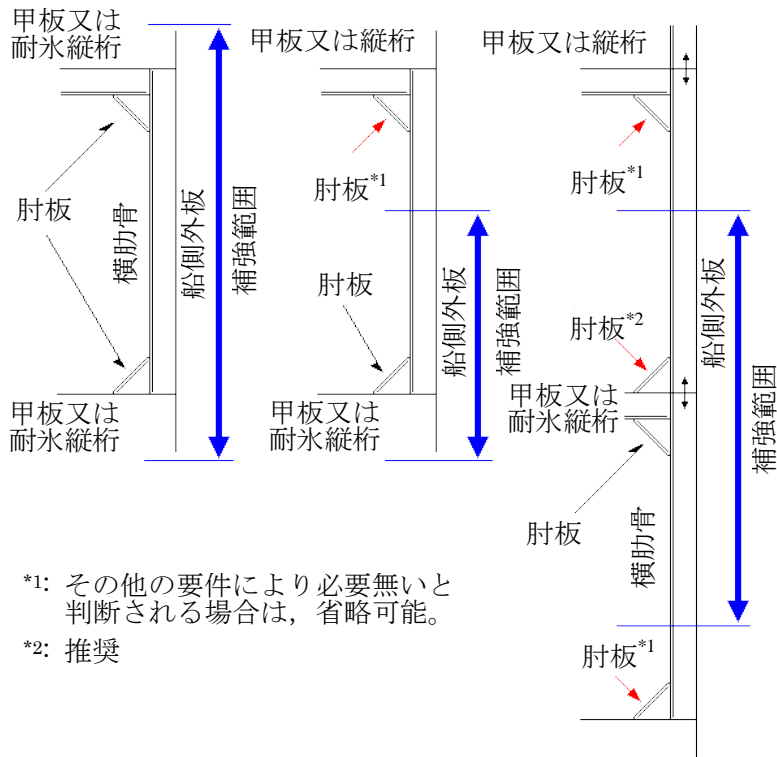 甲板又は
耐氷縦桁
肘板
横肋骨
船側外板
補強範囲
甲板又は
耐氷縦桁
甲板又は縦桁
肘板*1
肘板
船側外板
補強範囲
甲板又は
耐氷縦桁
甲板又は縦桁
肘板*1
船側外板
補強範囲
肘板*2
甲板又は
耐氷縦桁
肘板
横肋骨
肘板*1
*1: その他の要件により必要無いと
判断される場合は，省略可能。
*2: 推奨